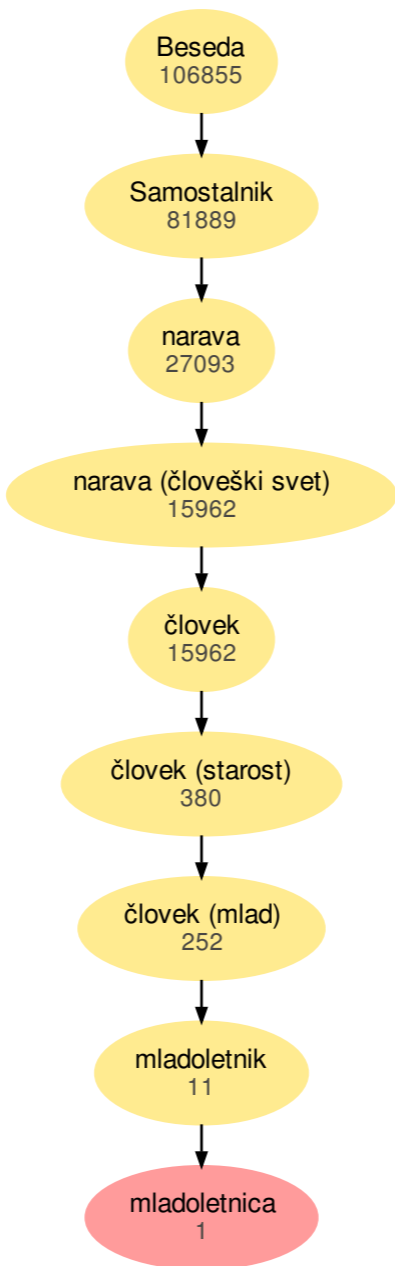 Beseda
106855
Samostalnik
81889
narava
27093
narava (človeški svet)
15962
človek
15962
človek (starost)
380
človek (mlad)
252
mladoletnik
11
mladoletnica
1